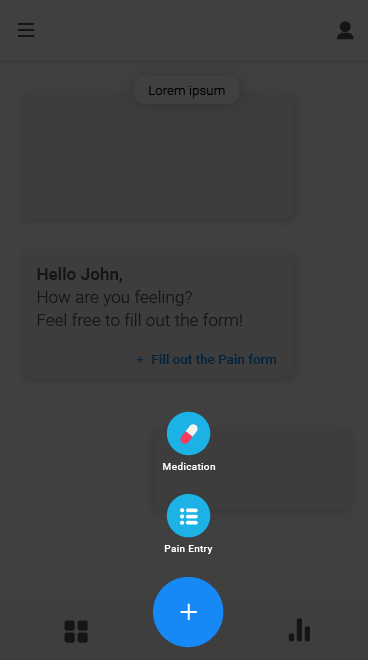 Lorem ipsum
Hello John,
How are you feeling?
Feel free to fill out the form!
+ Fill out the Pain form
Medication
Pain Entry